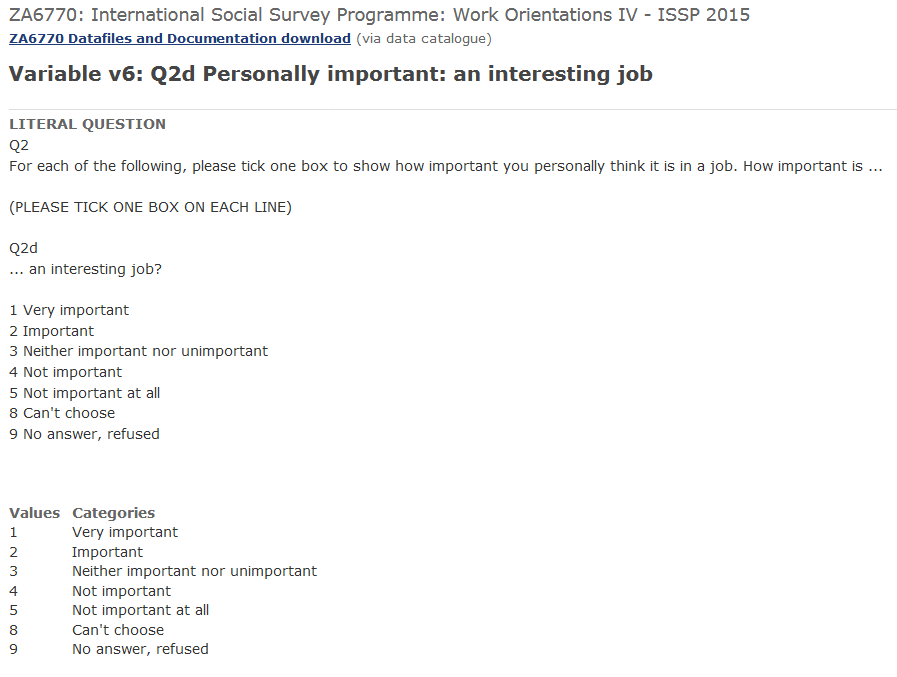 ZA6770: International Social Survey Programme: Work Orientations IV - ISSP 2015
ZA6770 Datafiles and Documentation download (via data catalogue)
Variable v6: Q2d Personally important: an interesting job
LITERAL QUESTION
Q2
For each of the following, please tick one box to show how important you personally think it is in a job. How important is ...
(PLEASE TICK ONE BOX ON EACH LINE)
Q2d
... an interesting job?
1 Very important
2 Important
3 Neither important nor unimportant
4 Not important
5 Not important at all
8 Can't choose
9 No answer, refused
Values Categories
1 Very important
2 Important
3 Neither important nor unimportant
4 Not important
5 Not important at all
8 Can't choose
9 No answer, refused